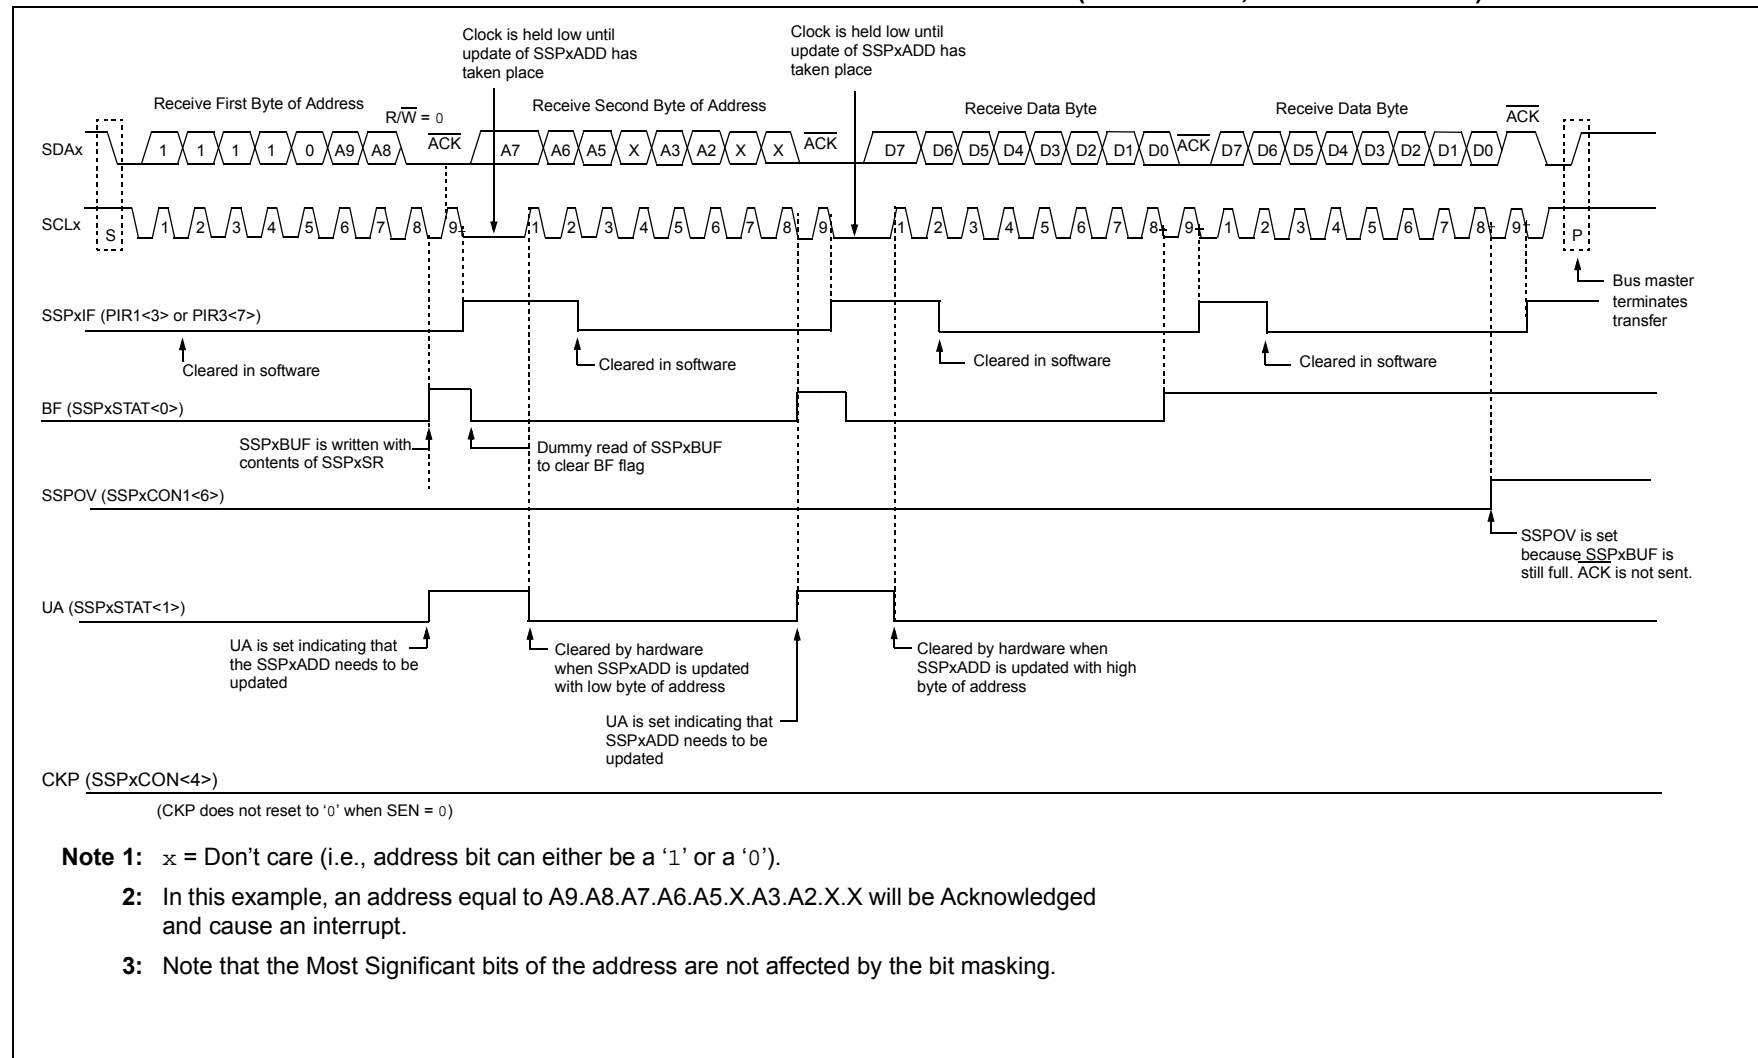 Clock is held low until
update of SSPxADD has
taken place
Clock is held low until
update of SSPxADD has
taken place
Receive First Byte of Address
R/W = 0
ACK
Receive Second Byte of Address
ACK
Receive Data Byte
ACK
Receive Data Byte
ACK
SDAx
1 1 1 1 0 A9 A8
A7 A6 A5 X A3 A2 X X
D7 D6 D5 D4 D3 D2 D1 D0
D7 D6 D5 D4 D3 D2 D1 D0
SCLx
S
1 2 3 4 5 6 7 8 9
1 2 3 4 5 6 7 8 9
1 2 3 4 5 6 7 8 9
1 2 3 4 5 6 7 8 9
P
Bus master
terminates
transfer
SSPxIF (PIR1<3> or PIR3<7>)
Cleared in software
Cleared in software
Cleared in software
Cleared in software
BF (SSPxSTAT<0>)
SSPxBUF is written with
contents of SSPxSR
Dummy read of SSPxBUF
to clear BF flag
SSPOV (SSPxCON1<6>)
SSPOV is set
because SSPxBUF is
still full. ACK is not sent.
UA (SSPxSTAT<1>)
UA is set indicating that
the SSPxADD needs to be
updated
Cleared by hardware
when SSPxADD is updated
with low byte of address
UA is set indicating that
SSPxADD needs to be
updated
Cleared by hardware when
SSPxADD is updated with high
byte of address
CKP (SSPxCON<4>)
(CKP does not reset to ‘0’ when SEN = 0)
Note 1: x = Don’t care (i.e., address bit can either be a ‘1’ or a ‘0’).
2: In this example, an address equal to A9.A8.A7.A6.A5.X.A3.A2.X.X will be Acknowledged
and cause an interrupt.
3: Note that the Most Significant bits of the address are not affected by the bit masking.